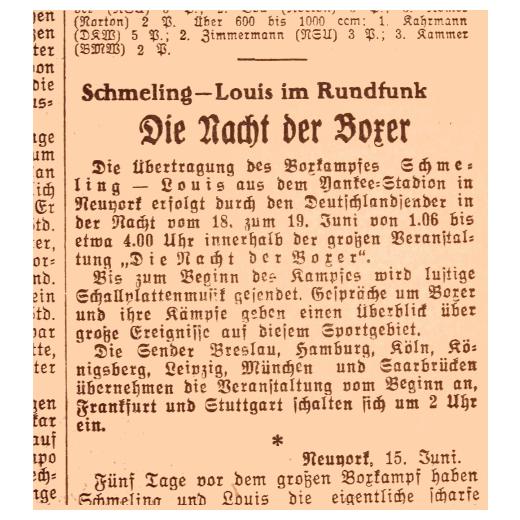 (Norton) 2 P. Über 600 bis 1000 ccm: 1. Kahrmann
(DKW) 5 P.; 2. Zimmermann (NSU) 3 P.; 3. Kammer
(BMW) 2 P.
Schmeling—Louis im Rundfunk
Die Nacht der Boxer
Die Übertragung des Boxkampfes Schme-
ling — Louis aus dem Yankee-Stadion in
Neuyork erfolgt durch den Deutschlandsender in
der Nacht vom 18. zum 19. Juni von 1.06 bis
etwa 4.00 Uhr innerhalb der großen Veranstal-
tung „Die Nacht der Boxer“.
Bis zum Beginn des Kampfes wird lustige
Schallplattenmusik gesendet. Gespräche um Boxer
und ihre Kämpfe geben einen Überblick über
große Ereignisse auf diesem Sportgebiet.
Die Sender Breslau, Hamburg, Köln, Kö-
nigsberg, Leipzig, München und Saarbrücken
übernehmen die Veranstaltung vom Beginn an,
Frankfurt und Stuttgart schalten sich um 2 Uhr
ein.
*
Neuyork, 15. Juni.
Fünf Tage vor dem großen Boxkampf haben
Schmeling und Louis die eigentliche scharfe